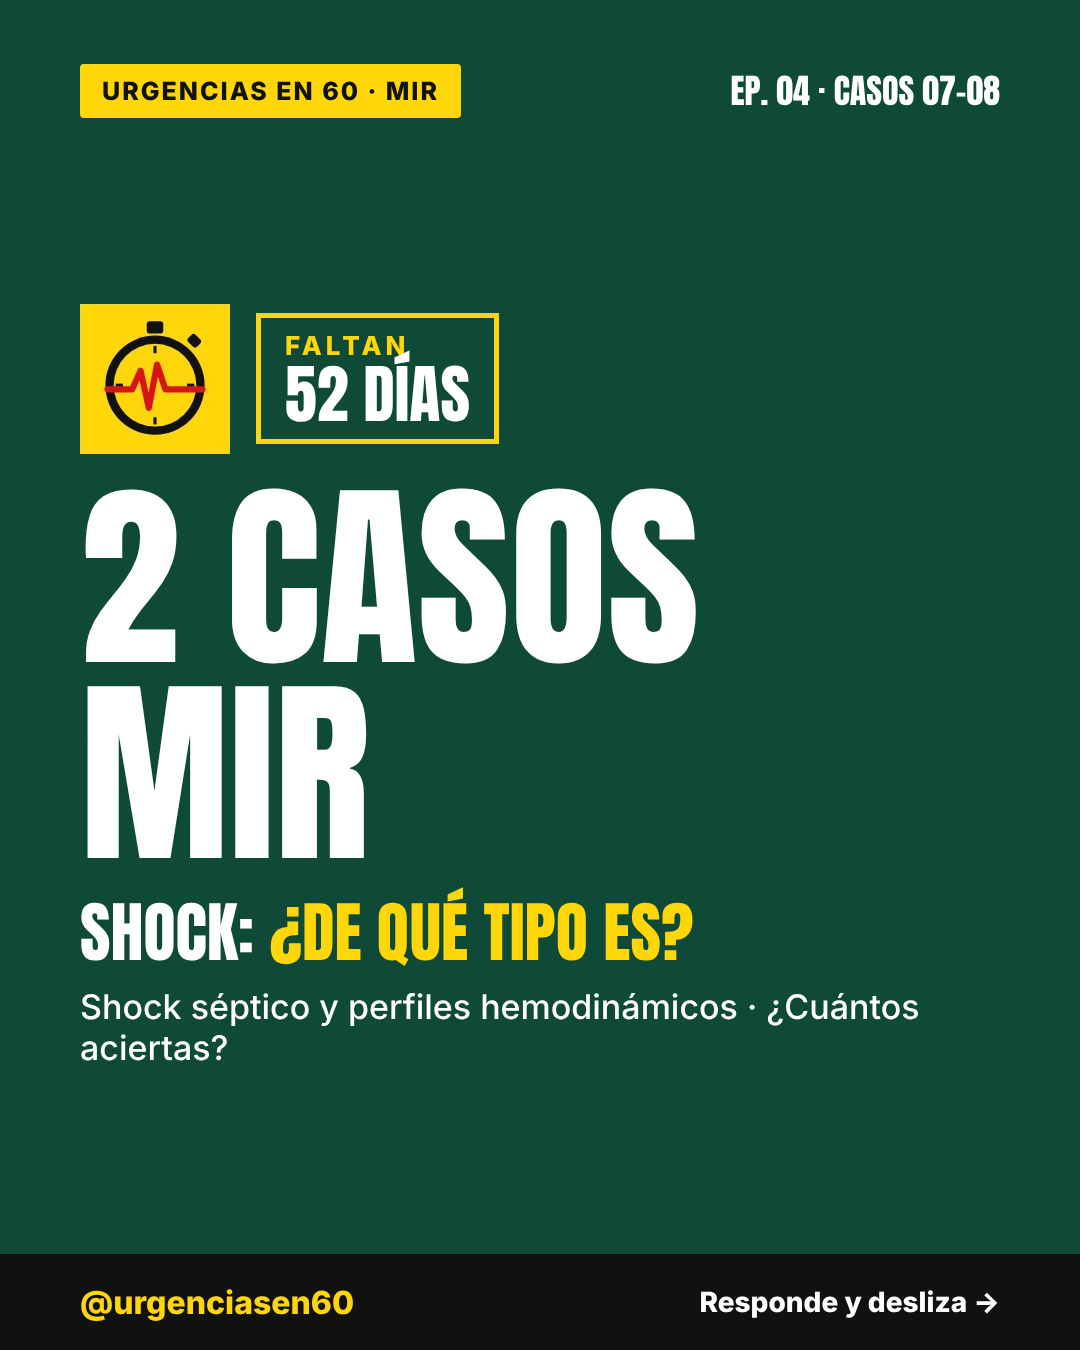 URGENCIAS EN 60 · MIR
EP. 04 · CASOS 07-08
FALTAN
52 DÍAS
2 CASOS
MIR
SHOCK: ¿DE QUÉ TIPO ES?
Shock séptico y perfiles hemodinámicos · ¿Cuántos
aciertas?
@urgenciasen60
Responde y desliza →